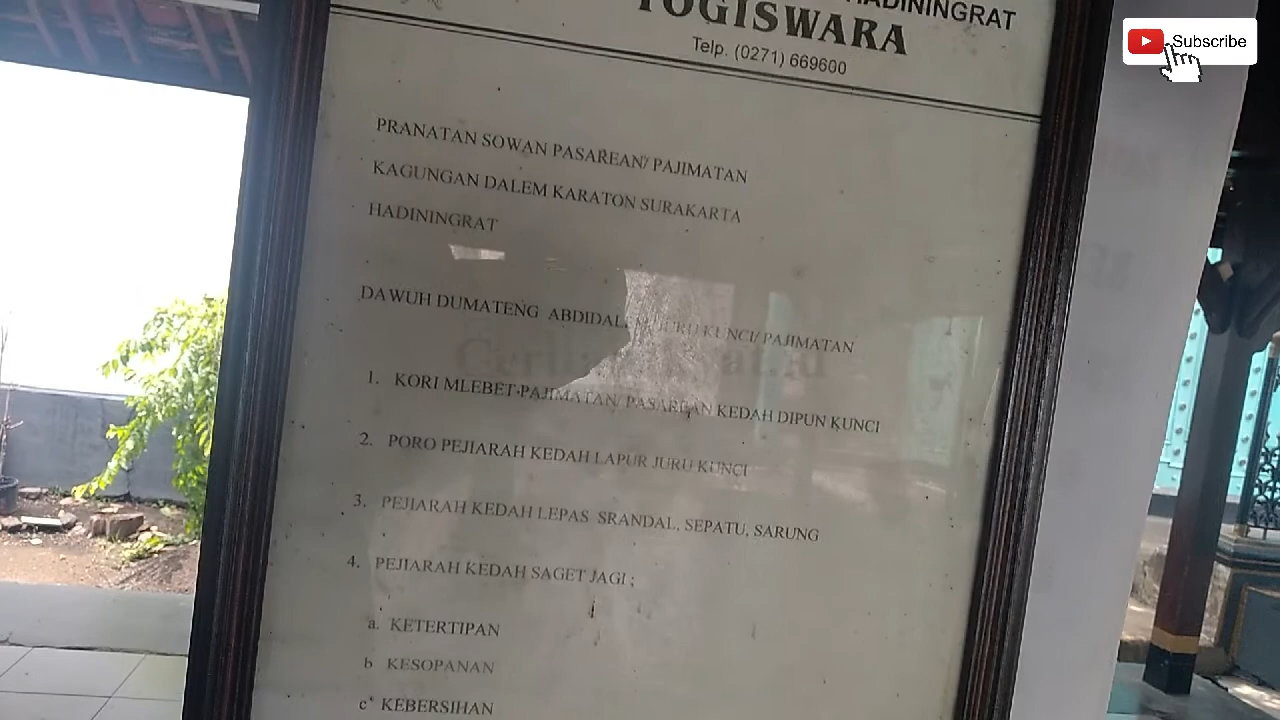 HADININGRAT
YOGISWARA
Telp. (0271) 669600
Subscribe
PRANATAN SOWAN PASAREAN/ PAJIMATAN
KAGUNGAN DALEM KARATON SURAKARTA
HADININGRAT
DAWUH DUMATENG ABDIDALEM JURU KUNCI/ PAJIMATAN
1. KORI MLEBET PAJIMATAN/ PASAREAN KEDAH DIPUN KUNCI
2. PORO PEJIARAH KEDAH LAPUR JURU KUNCI
3. PEJIARAH KEDAH LEPAS SRANDAL, SEPATU, SARUNG
4. PEJIARAH KEDAH SAGET JAGI ;
a. KETERTIPAN
b KESOPANAN
c KEBERSIHAN